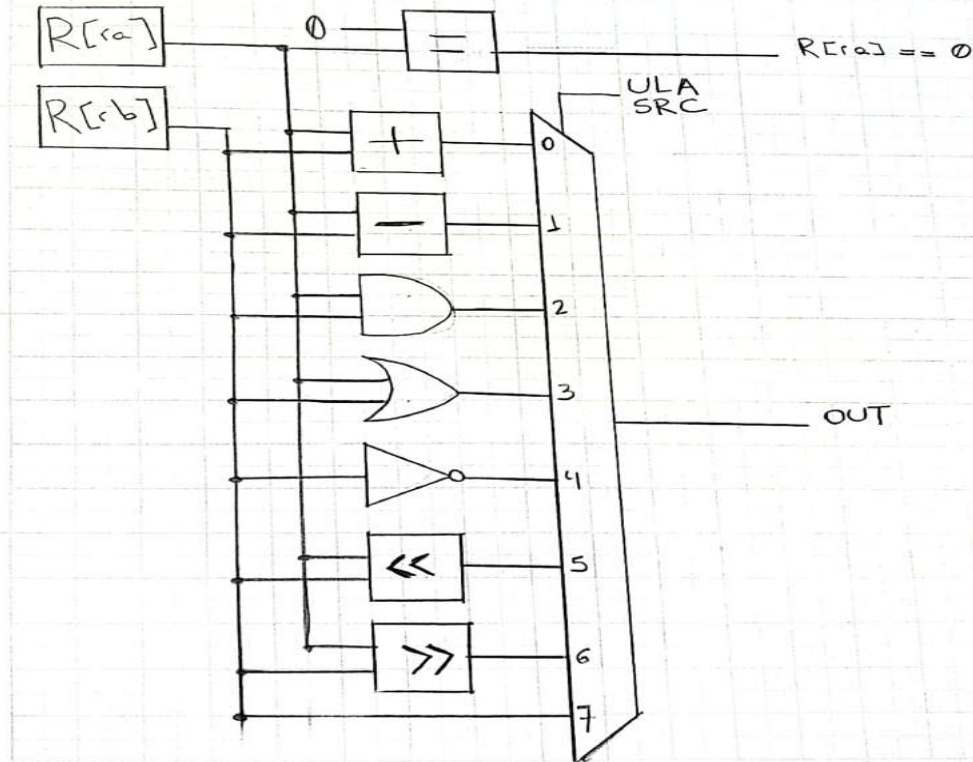 R[ra]
0
=
R[ra] == 0
R[rb]
ULA
SRC
+
0
-
1
2
3
OUT
4
<<
5
>>
6
7